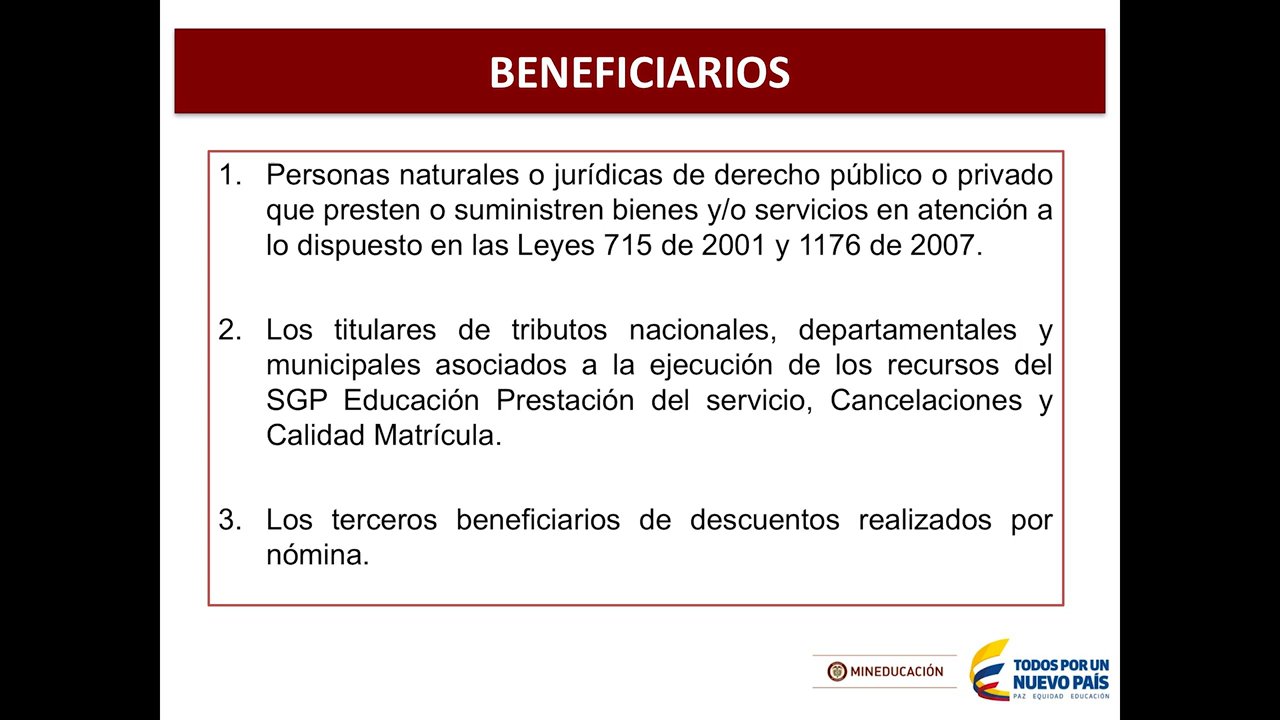 BENEFICIARIOS
1. Personas naturales o jurídicas de derecho público o privado
que presten o suministren bienes y/o servicios en atención a
lo dispuesto en las Leyes 715 de 2001 y 1176 de 2007.
2. Los titulares de tributos nacionales, departamentales y
municipales asociados a la ejecución de los recursos del
SGP Educación Prestación del servicio, Cancelaciones y
Calidad Matrícula.
3. Los terceros beneficiarios de descuentos realizados por
nómina.
MINEDUCACIÓN
TODOS POR UN
NUEVO PAÍS
PAZ EQUIDAD EDUCACIÓN